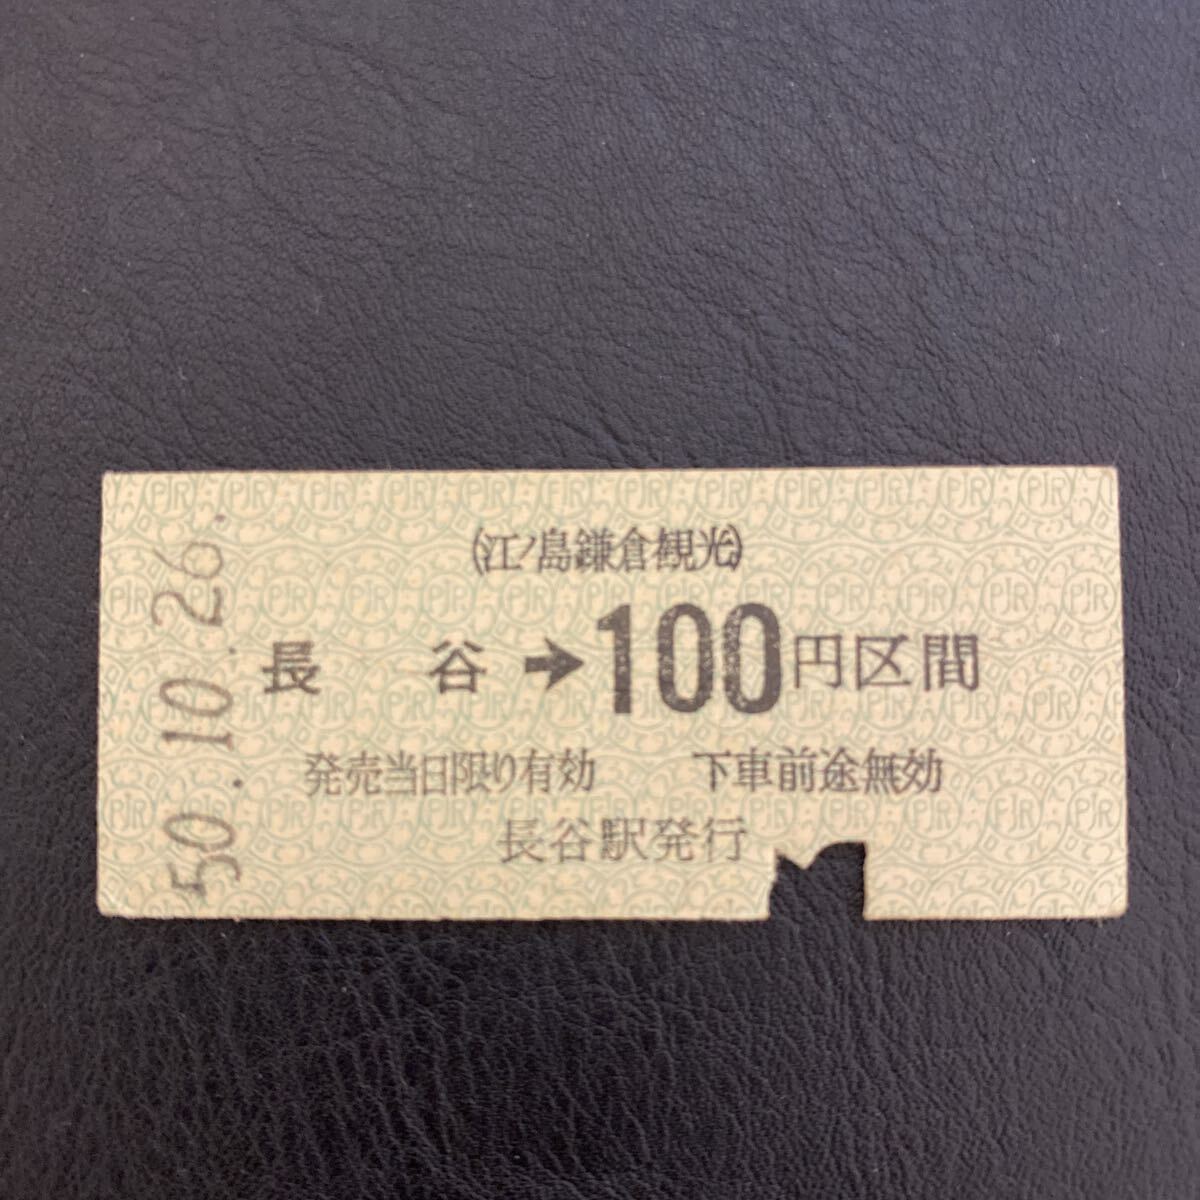 (江ノ島鎌倉観光)
長谷→100円区間
発売当日限り有効 下車前途無効
長谷駅発行
50.10.26.